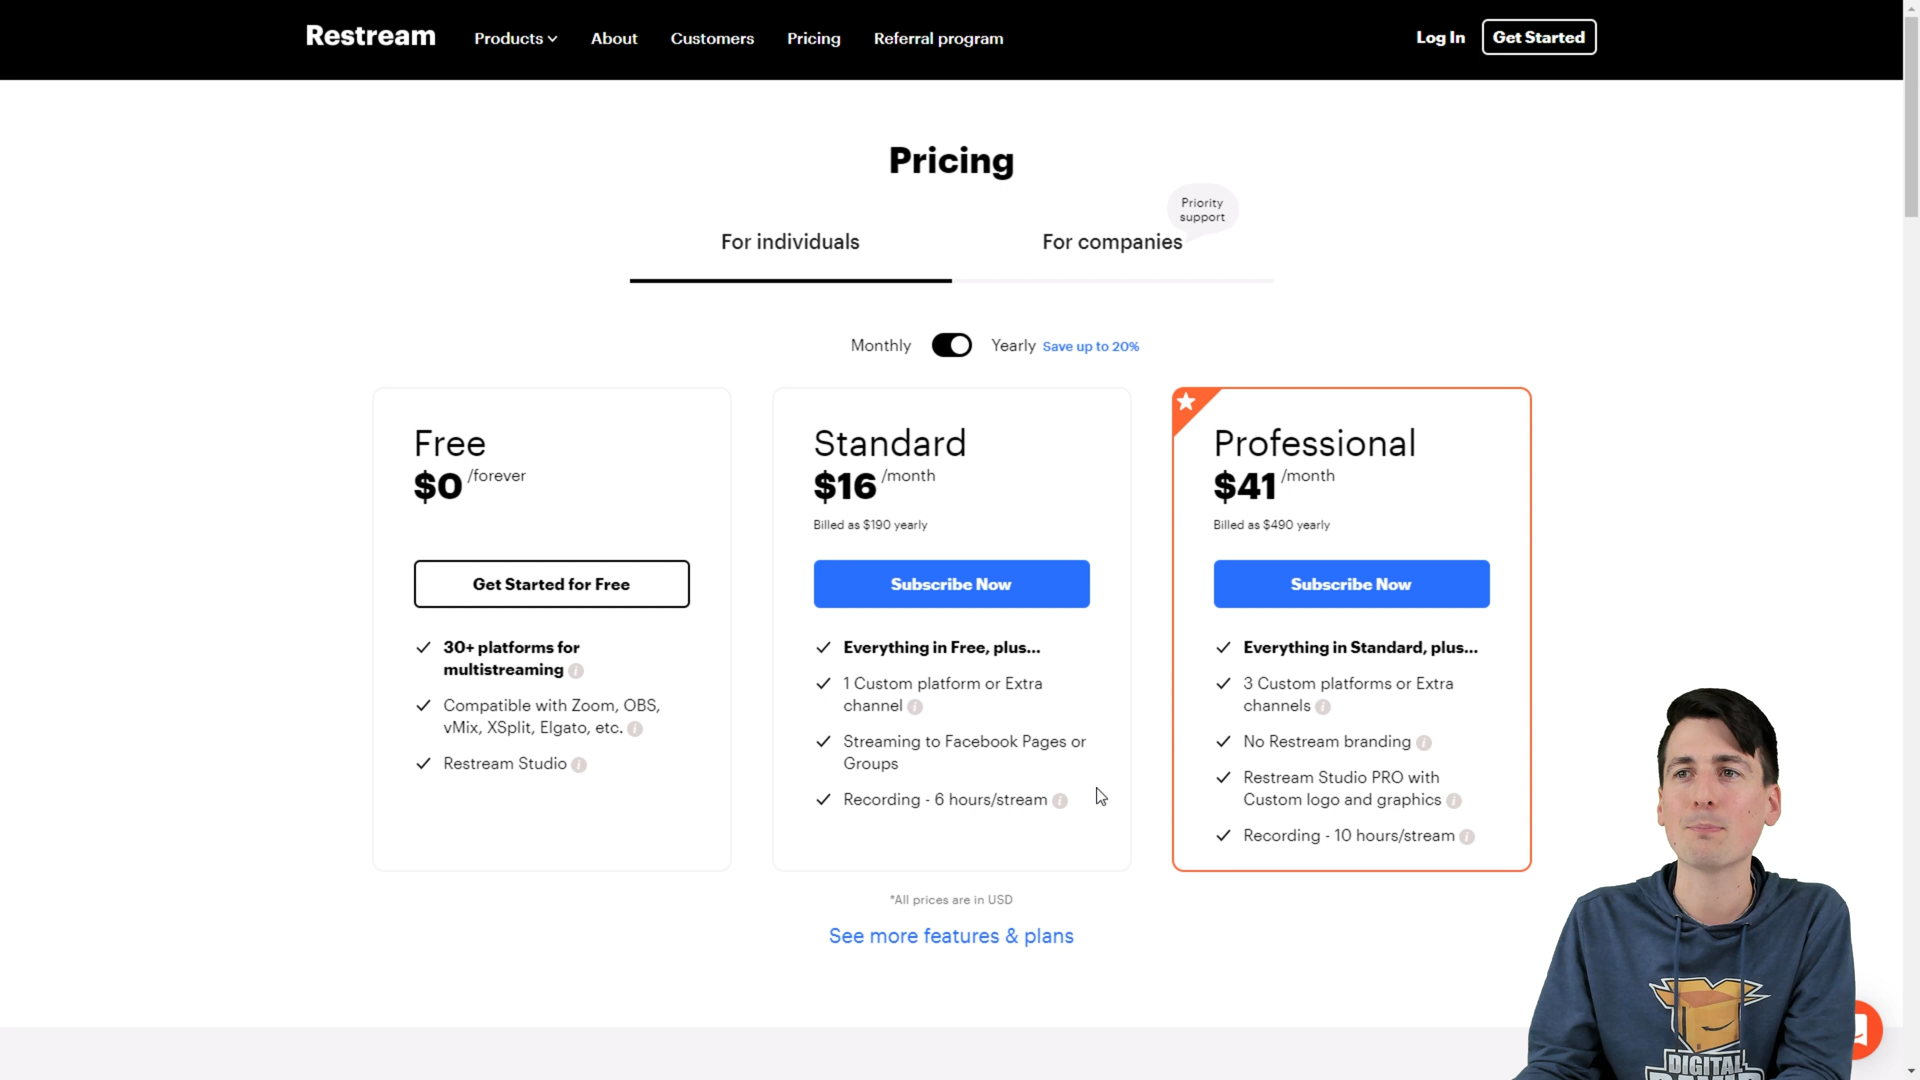 Restream
Products
About
Customers
Pricing
Referral program
Log In
Get Started
Pricing
Priority
support
For individuals
For companies
Monthly
Yearly Save up to 20%
Free
$0 /forever
Get Started for Free
30+ platforms for
multistreaming
Compatible with Zoom, OBS,
vMix, XSplit, Elgato, etc.
Restream Studio
Standard
$16 /month
Billed as $190 yearly
Subscribe Now
Everything in Free, plus...
1 Custom platform or Extra
channel
Streaming to Facebook Pages or
Groups
Recording - 6 hours/stream
Professional
$41 /month
Billed as $490 yearly
Subscribe Now
Everything in Standard, plus...
3 Custom platforms or Extra
channels
No Restream branding
Restream Studio PRO with
Custom logo and graphics
Recording - 10 hours/stream
*All prices are in USD
See more features & plans
DIGITAL